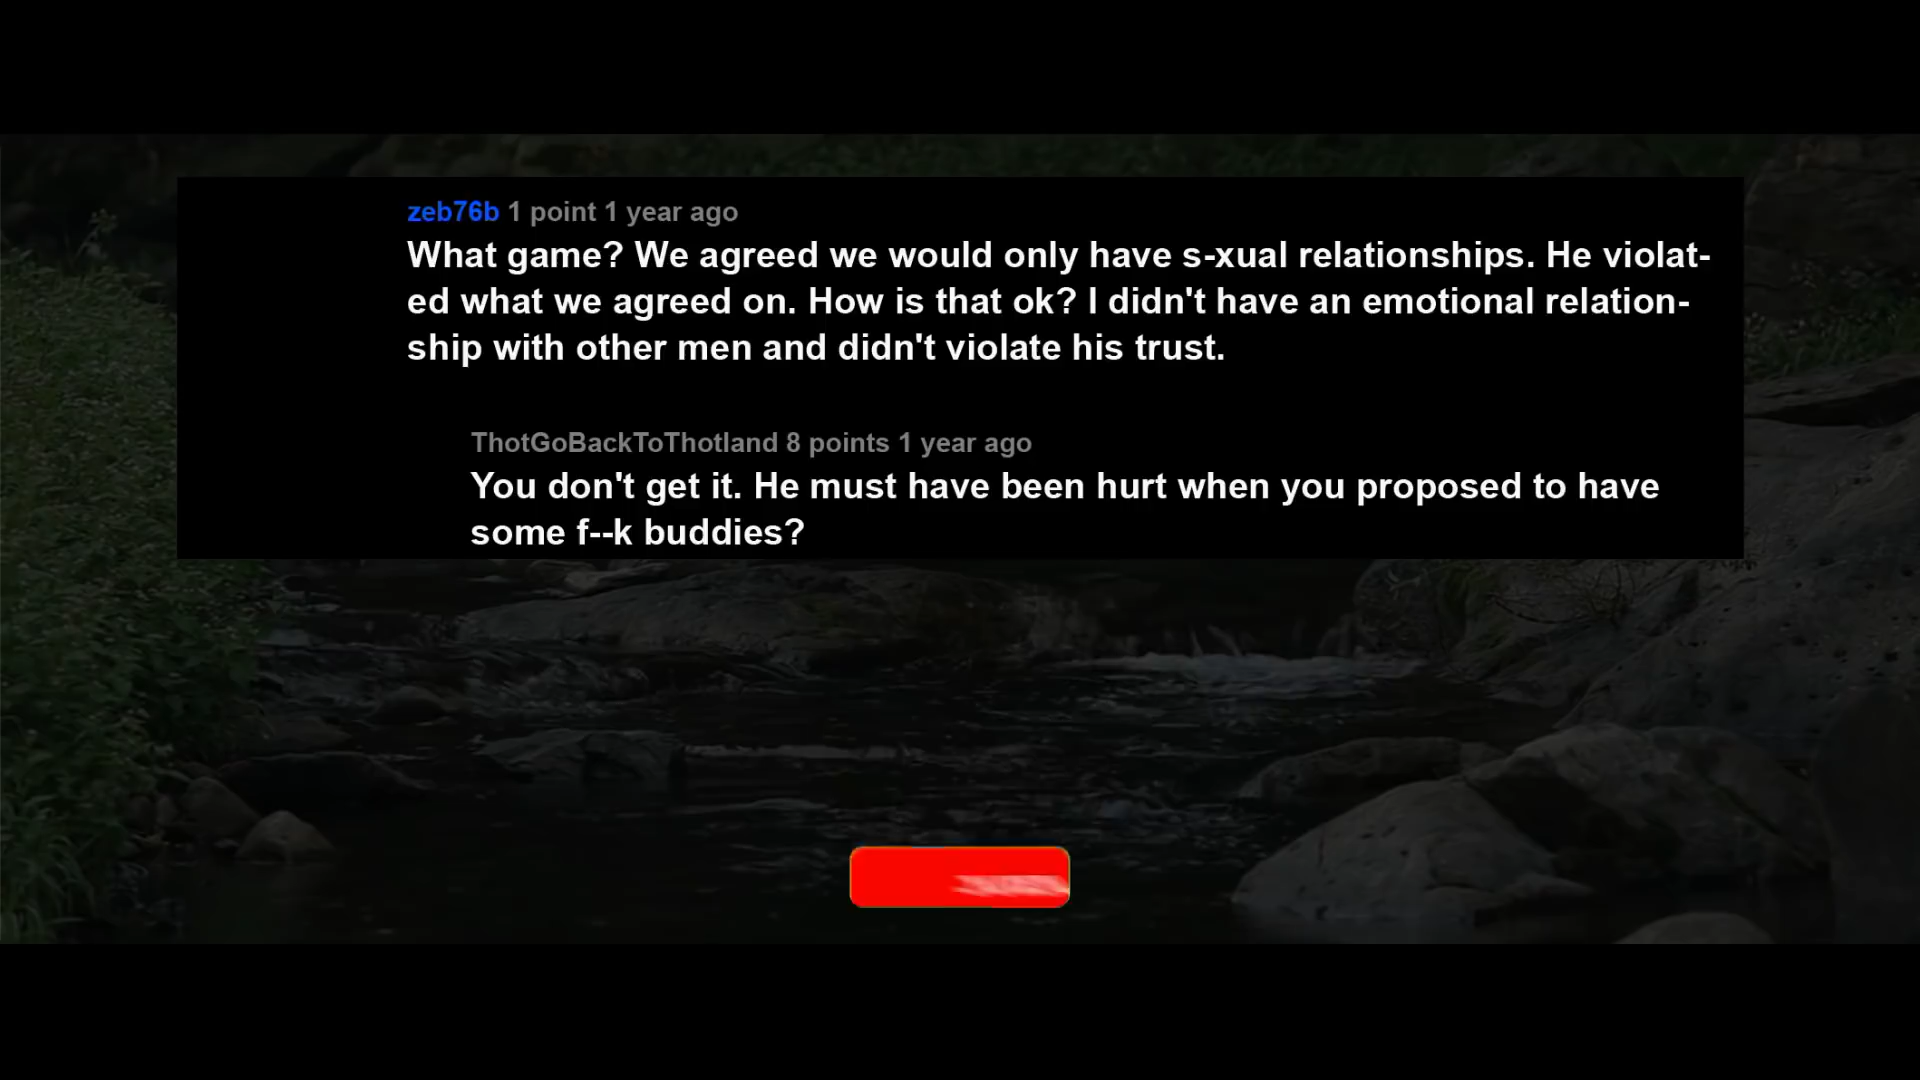 zeb76b 1 point 1 year ago
What game? We agreed we would only have s-xual relationships. He violat-
ed what we agreed on. How is that ok? I didn't have an emotional relation-
ship with other men and didn't violate his trust.
ThotGoBackToThotland 8 points 1 year ago
You don't get it. He must have been hurt when you proposed to have
some f--k buddies?